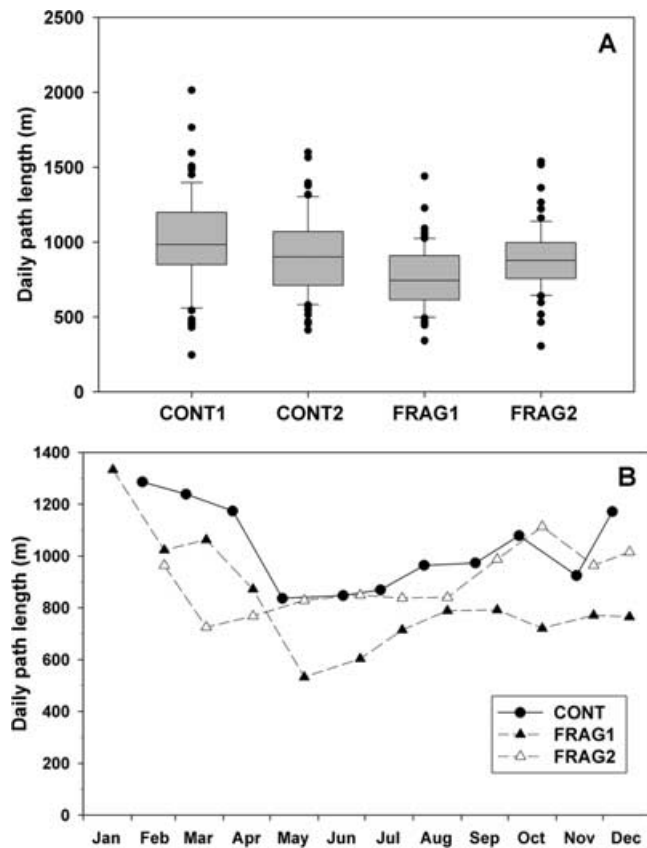 A
Daily path length (m)
2500
2000
1500
1000
500
0
CONT1 CONT2 FRAG1 FRAG2
B
Daily path length (m)
1400
1200
1000
800
600
400
200
0
CONT
FRAG1
FRAG2
Jan Feb Mar Apr May Jun Jul Aug Sep Oct Nov Dec